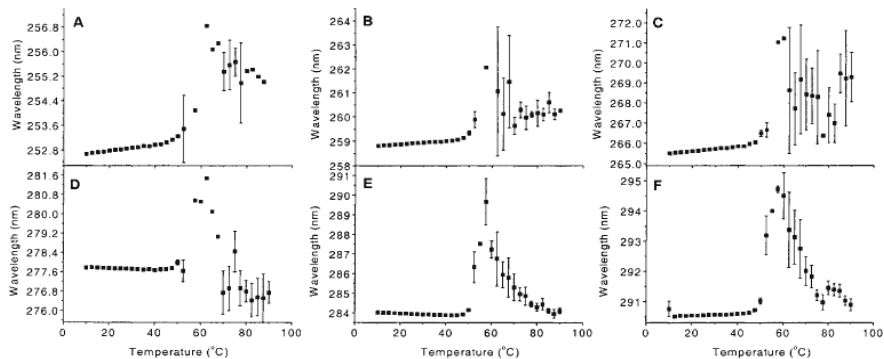 A
Wavelength (nm)
256.8
256.0
255.2
254.4
253.6
252.8
B
Wavelength (nm)
264
263
262
261
260
259
258
C
Wavelength (nm)
272.0
271.0
270.0
269.0
268.0
267.0
266.0
265.0
D
Wavelength (nm)
281.6
280.0
279.2
278.4
277.6
276.8
276.0
0 20 40 60 80 100
Temperature (°C)
E
Wavelength (nm)
291
290
289
288
287
286
285
284
0 20 40 60 80 100
Temperature (°C)
F
Wavelength (nm)
295
294
293
292
291
0 20 40 60 80 100
Temperature (°C)